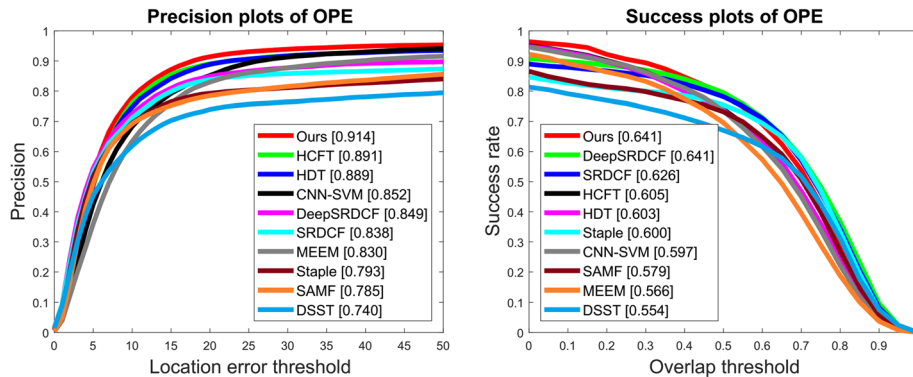 Precision plots of OPE
Precision
1
0.9
0.8
0.7
0.6
0.5
0.4
0.3
0.2
0.1
0
Ours [0.914]
HCFT [0.891]
HDT [0.889]
CNN-SVM [0.852]
DeepSRDCF [0.849]
SRDCF [0.838]
MEEM [0.830]
Staple [0.793]
SAMF [0.785]
DSST [0.740]
0 5 10 15 20 25 30 35 40 45 50
Location error threshold
Success plots of OPE
Success rate
1
0.9
0.8
0.7
0.6
0.5
0.4
0.3
0.2
0.1
0
Ours [0.641]
DeepSRDCF [0.641]
SRDCF [0.626]
HCFT [0.605]
HDT [0.603]
Staple [0.600]
CNN-SVM [0.597]
SAMF [0.579]
MEEM [0.566]
DSST [0.554]
0 0.1 0.2 0.3 0.4 0.5 0.6 0.7 0.8 0.9
Overlap threshold